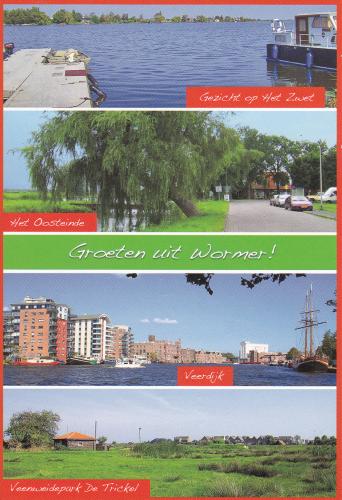 Gezicht op Het Zwet
Het Oosteinde
Groeten uit Wormer!
Veerdijk
Veenweidepark De Trickel